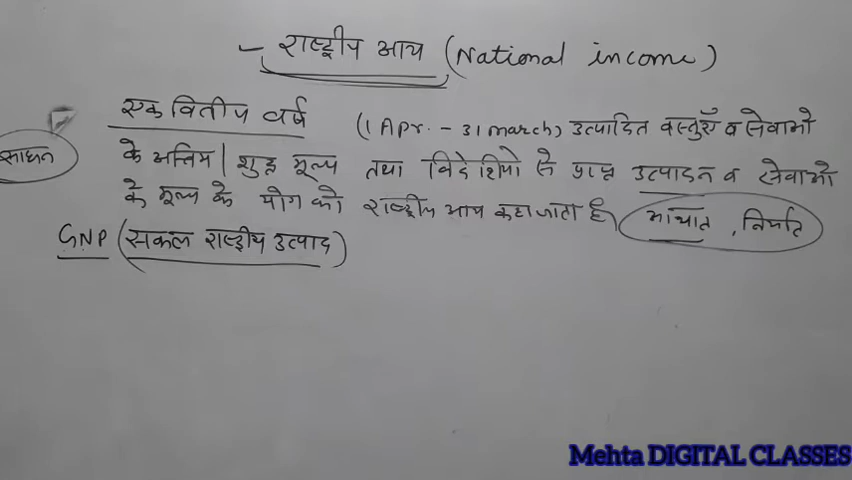 – राष्ट्रीय आय (National income)
एक वित्तीय वर्ष (1 Apr. - 31 march) उत्पादित वस्तुएँ व सेवाओ
साधन
के अन्तिम | शुद्ध मूल्य तथा विदेशियो से प्राप्त उत्पादन व सेवाओ
के मूल्य के योग को राष्ट्रीय आय कहा जाता है।
आयात , निर्यात
GNP (सकल राष्ट्रीय उत्पाद)
Mehta DIGITAL CLASSES